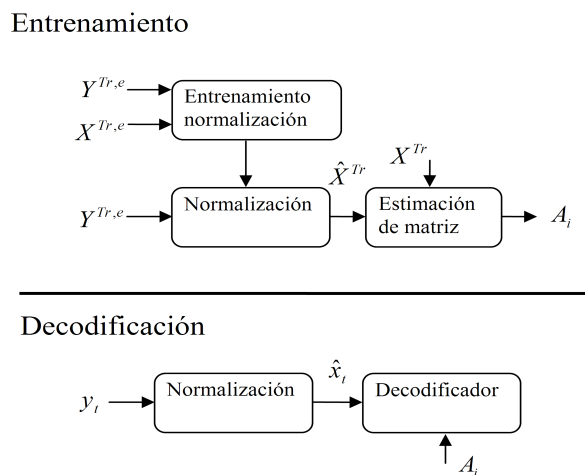 Entrenamiento
Y^{Tr,e}
Entrenamiento
normalización
X^{Tr,e}
X̂^{Tr}
X^{Tr}
Y^{Tr,e}
Normalización
Estimación
de matriz
A_i
Decodificación
x̂_t
y_t
Normalización
Decodificador
A_i